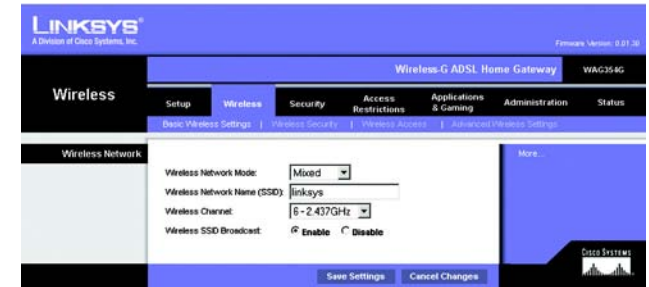 LINKSYS®
A Division of Cisco Systems, Inc.
Firmware Version: 0.01.30
Wireless-G ADSL Home Gateway WAG354G
Wireless
Setup Wireless Security Access Restrictions Applications & Gaming Administration Status
Basic Wireless Settings | Wireless Security | Wireless Access | Advanced Wireless Settings
Wireless Network
More...
Wireless Network Mode: Mixed
Wireless Network Name (SSID): linksys
Wireless Channel: 6 - 2.437GHz
Wireless SSID Broadcast: Enable Disable
CISCO SYSTEMS
Save Settings Cancel Changes